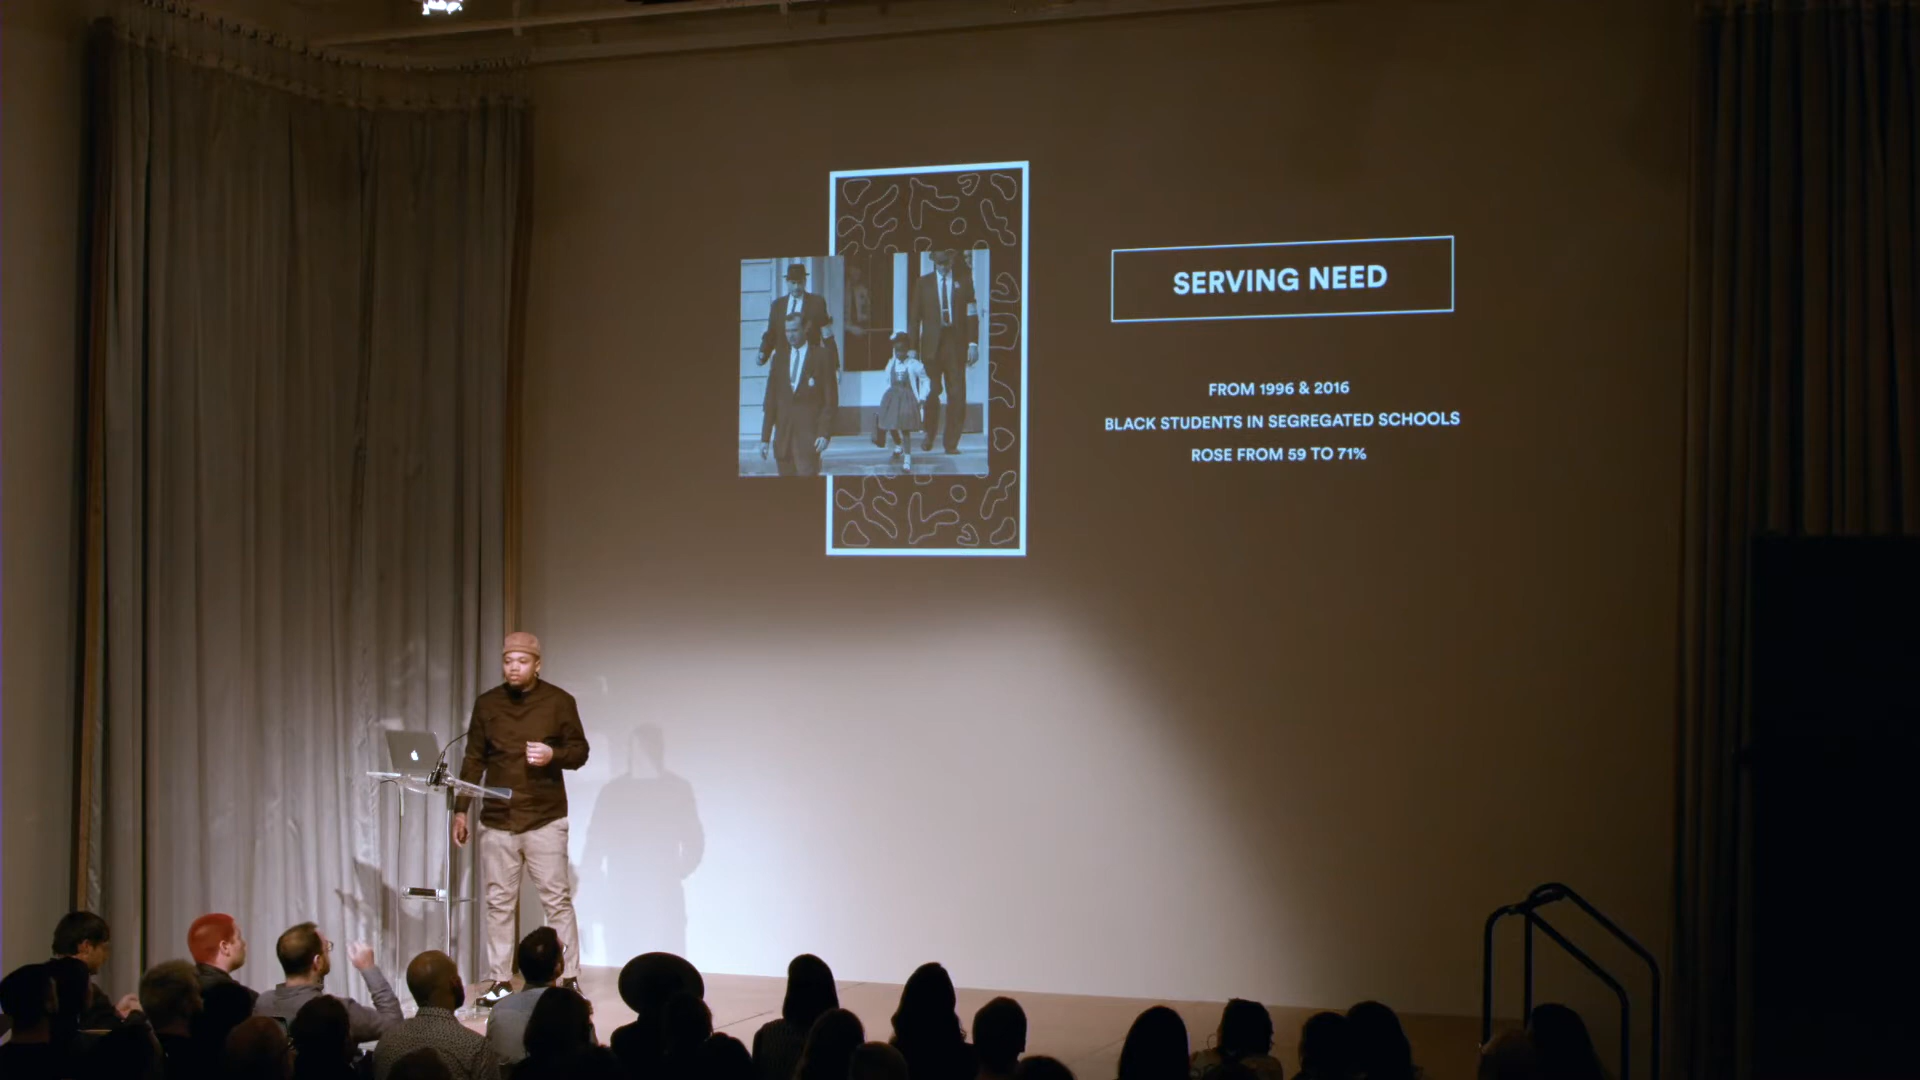 SERVING NEED
FROM 1996 & 2016
BLACK STUDENTS IN SEGREGATED SCHOOLS
ROSE FROM 59 TO 71%